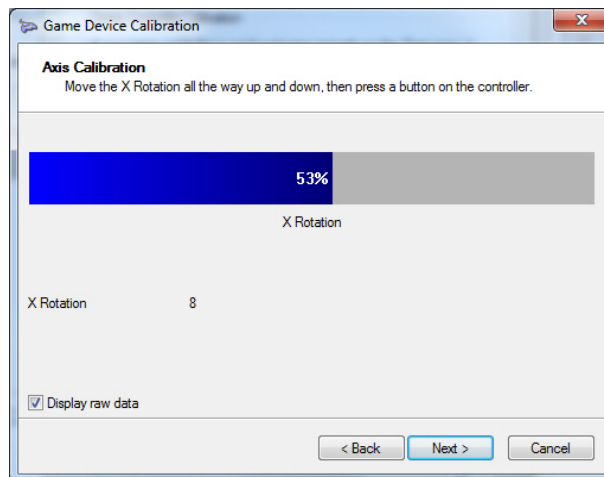 Game Device Calibration
Axis Calibration
Move the X Rotation all the way up and down, then press a button on the controller.
53%
X Rotation
X Rotation 8
Display raw data
< Back Next > Cancel